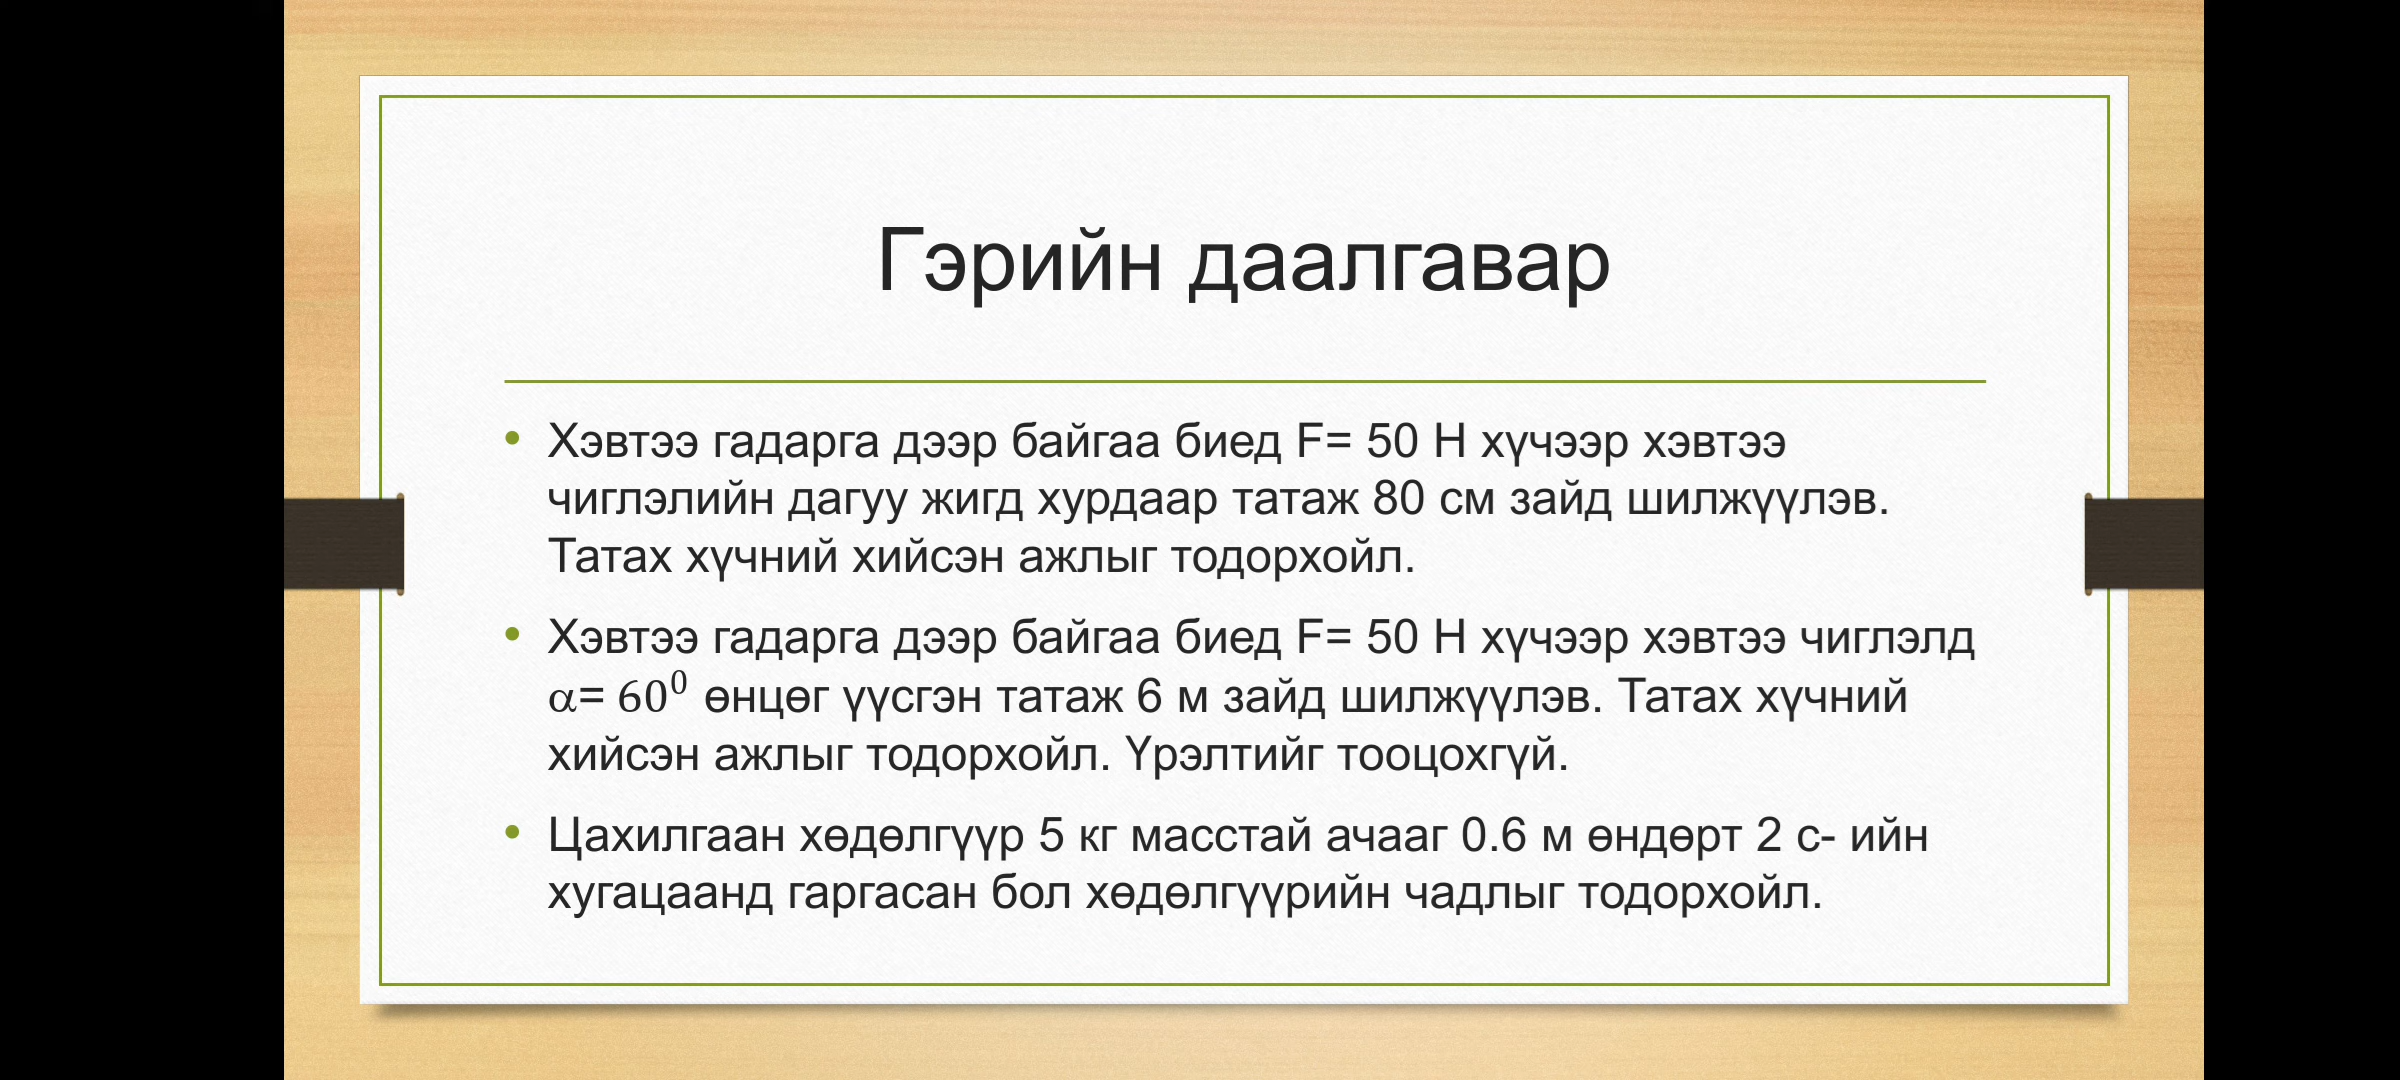 Гэрийн даалгавар
• Хэвтээ гадарга дээр байгаа биед F= 50 Н хүчээр хэвтээ
чиглэлийн дагуу жигд хурдаар татаж 80 см зайд шилжүүлэв.
Татах хүчний хийсэн ажлыг тодорхойл.
• Хэвтээ гадарга дээр байгаа биед F= 50 Н хүчээр хэвтээ чиглэлд
α= 60⁰ өнцөг үүсгэн татаж 6 м зайд шилжүүлэв. Татах хүчний
хийсэн ажлыг тодорхойл. Үрэлтийг тооцохгүй.
• Цахилгаан хөдөлгүүр 5 кг масстай ачааг 0.6 м өндөрт 2 с- ийн
хугацаанд гаргасан бол хөдөлгүүрийн чадлыг тодорхойл.